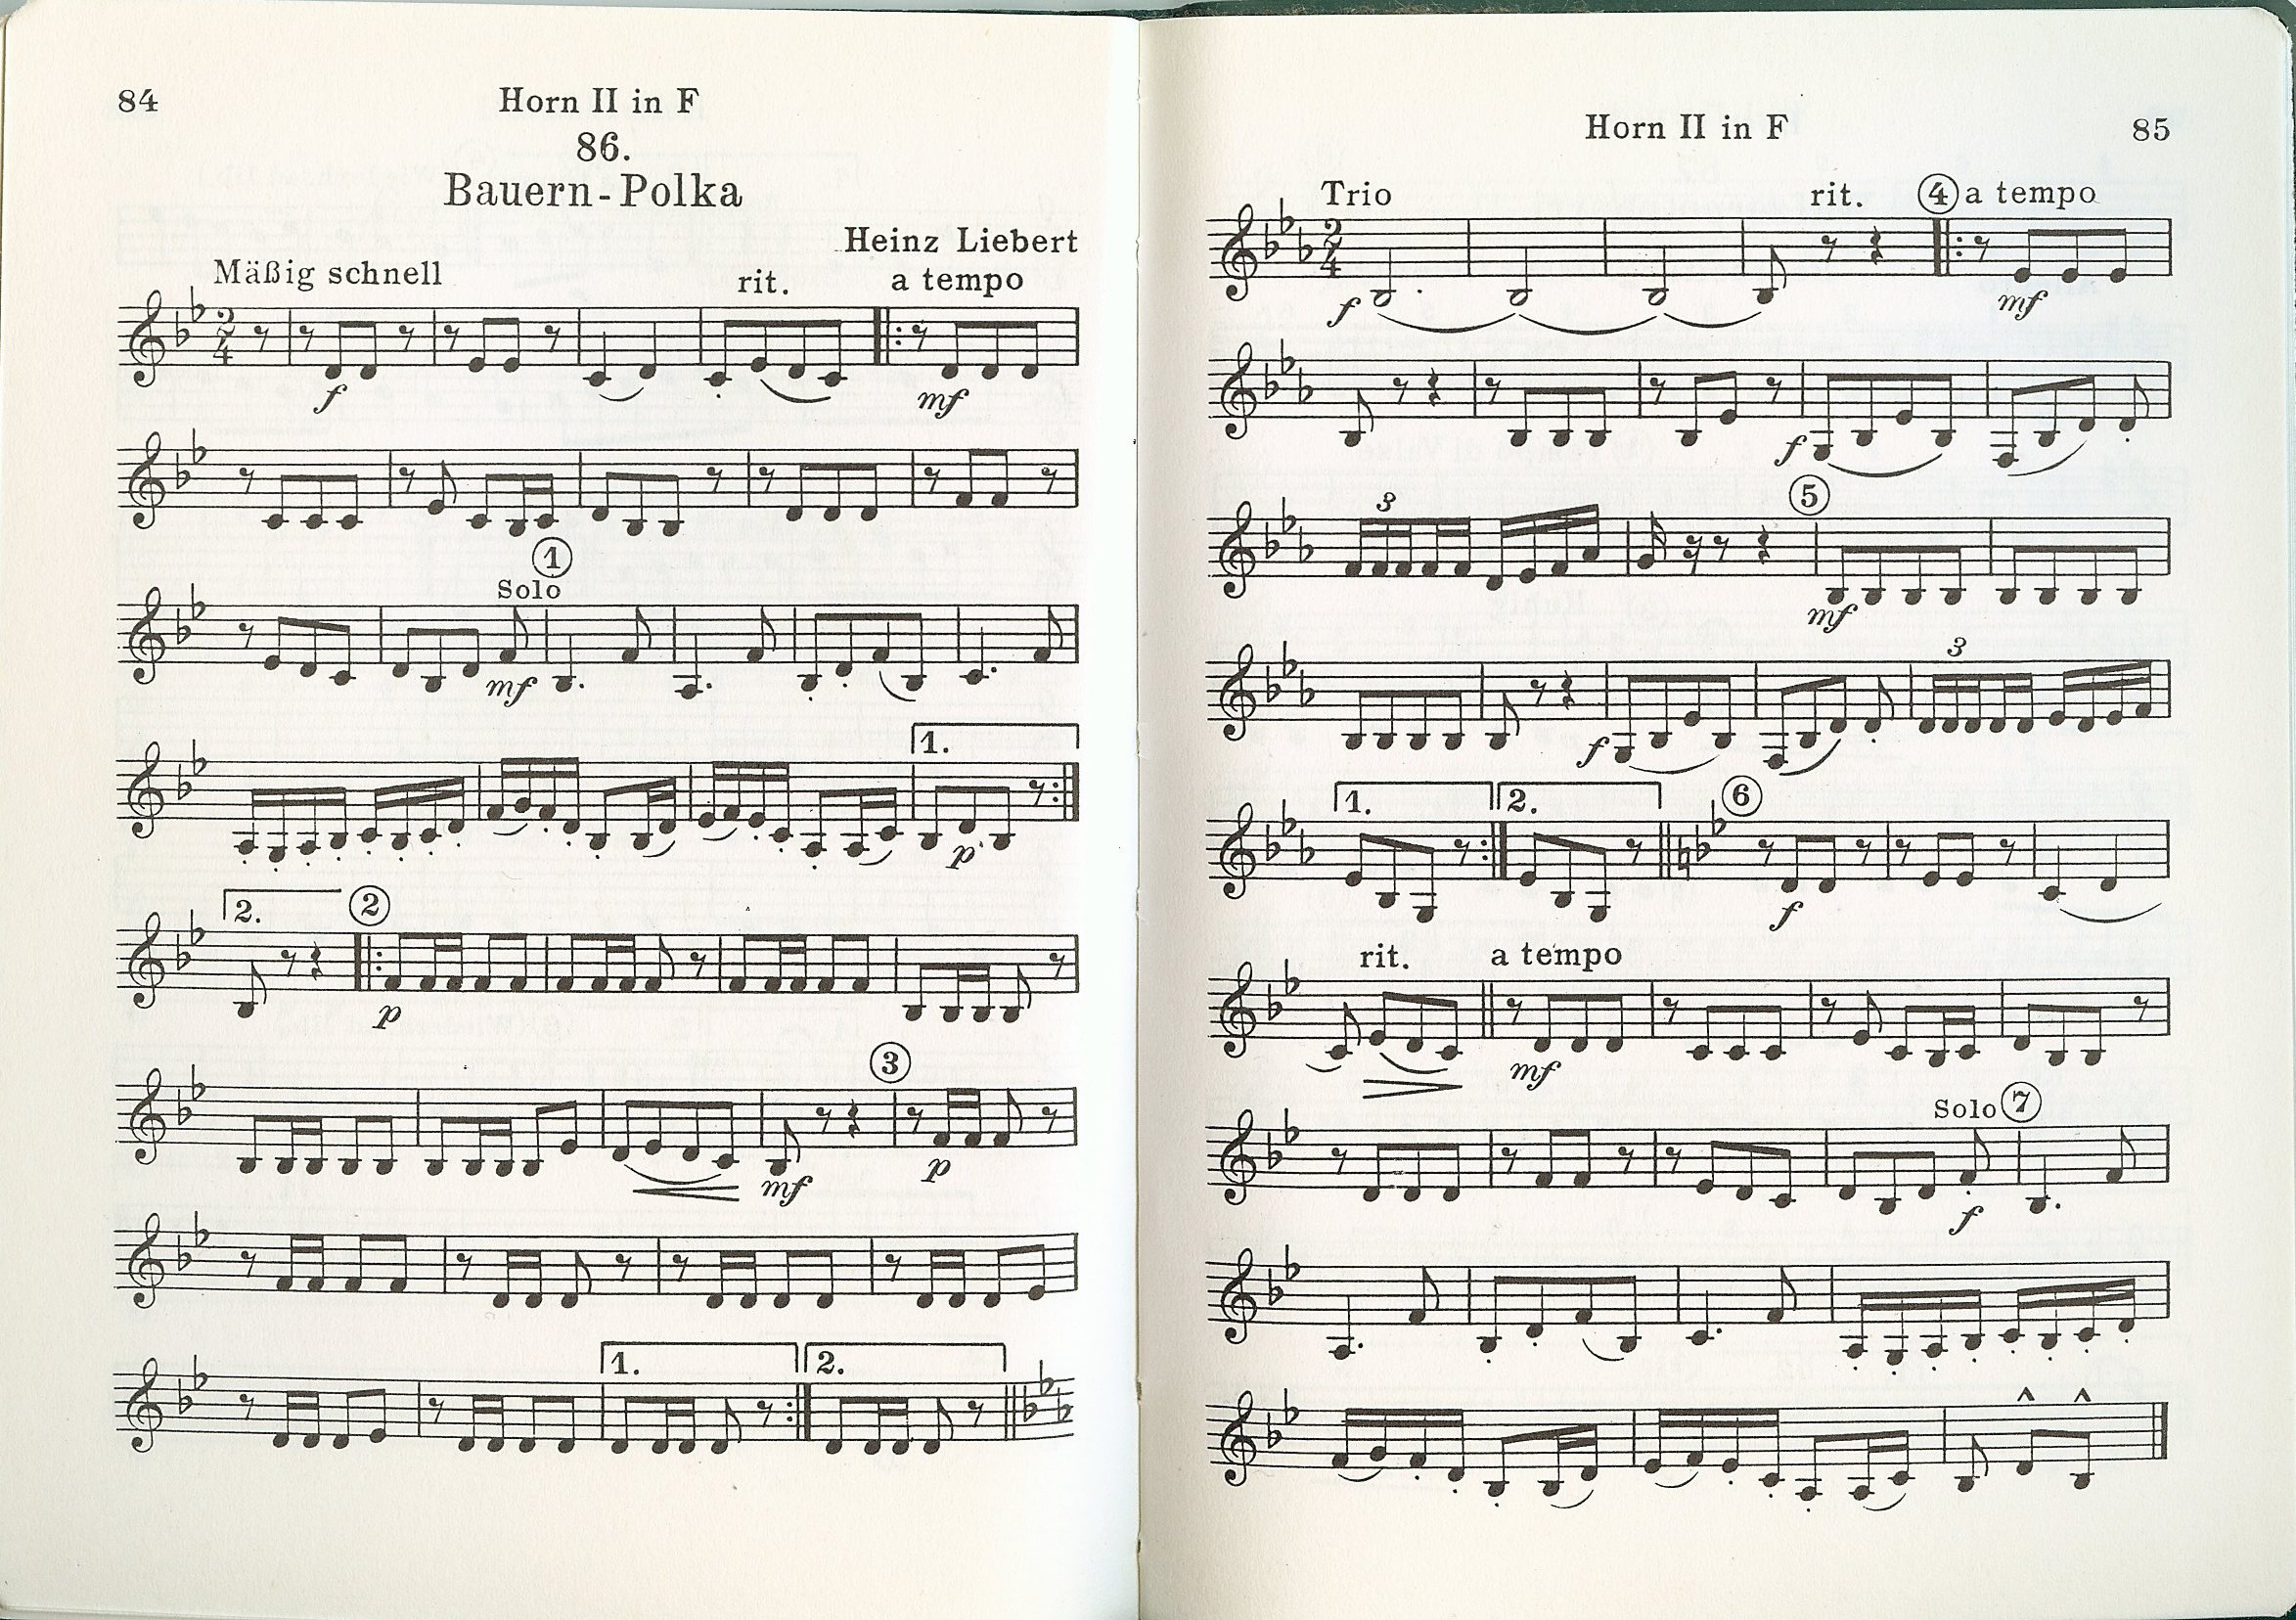 84
Horn II in F
86.
Bauern-Polka
Heinz Liebert
Mäßig schnell rit. a tempo
2 4
f mf
1
Solo
mf
1.
p
2. 2
p
3
mf p
1. 2.
Horn II in F 85
Trio rit. 4 a tempo
2 4
f mf
f
3 5
mf
3
f
1. 2. 6
f
rit. a tempo
mf
Solo 7
f